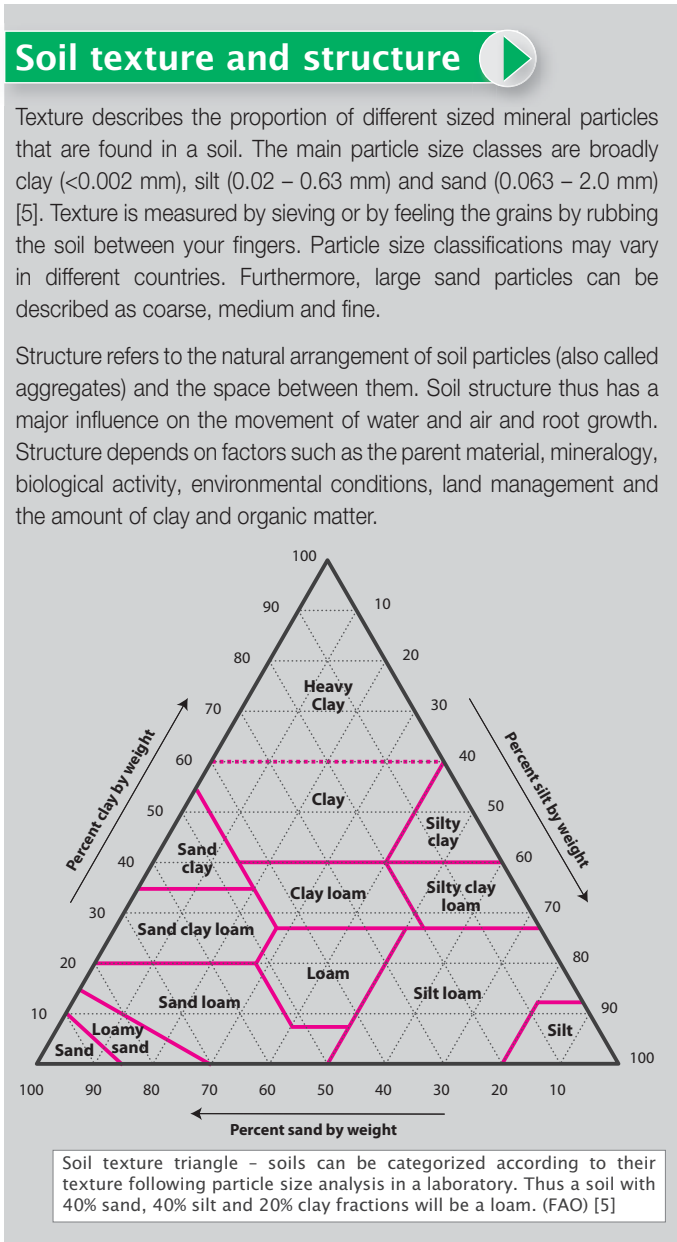 Soil texture and structure
Texture describes the proportion of different sized mineral particles
that are found in a soil. The main particle size classes are broadly
clay (<0.002 mm), silt (0.02 – 0.63 mm) and sand (0.063 – 2.0 mm)
[5]. Texture is measured by sieving or by feeling the grains by rubbing
the soil between your fingers. Particle size classifications may vary
in different countries. Furthermore, large sand particles can be
described as coarse, medium and fine.
Structure refers to the natural arrangement of soil particles (also called
aggregates) and the space between them. Soil structure thus has a
major influence on the movement of water and air and root growth.
Structure depends on factors such as the parent material, mineralogy,
biological activity, environmental conditions, land management and
the amount of clay and organic matter.
100
90 10
80 20
Heavy
Clay
70 30
60 40
Percent clay by weight
Percent silt by weight
Clay
50 50
Silty
clay
Sand
clay
40 60
Clay loam
Silty clay
loam
30 70
Sand clay loam
20 80
Loam
Sand loam
Silt loam
10 90
Loamy
sand
Sand
Silt
100
100 90 80 70 60 50 40 30 20 10
Percent sand by weight
Soil texture triangle – soils can be categorized according to their
texture following particle size analysis in a laboratory. Thus a soil with
40% sand, 40% silt and 20% clay fractions will be a loam. (FAO) [5]